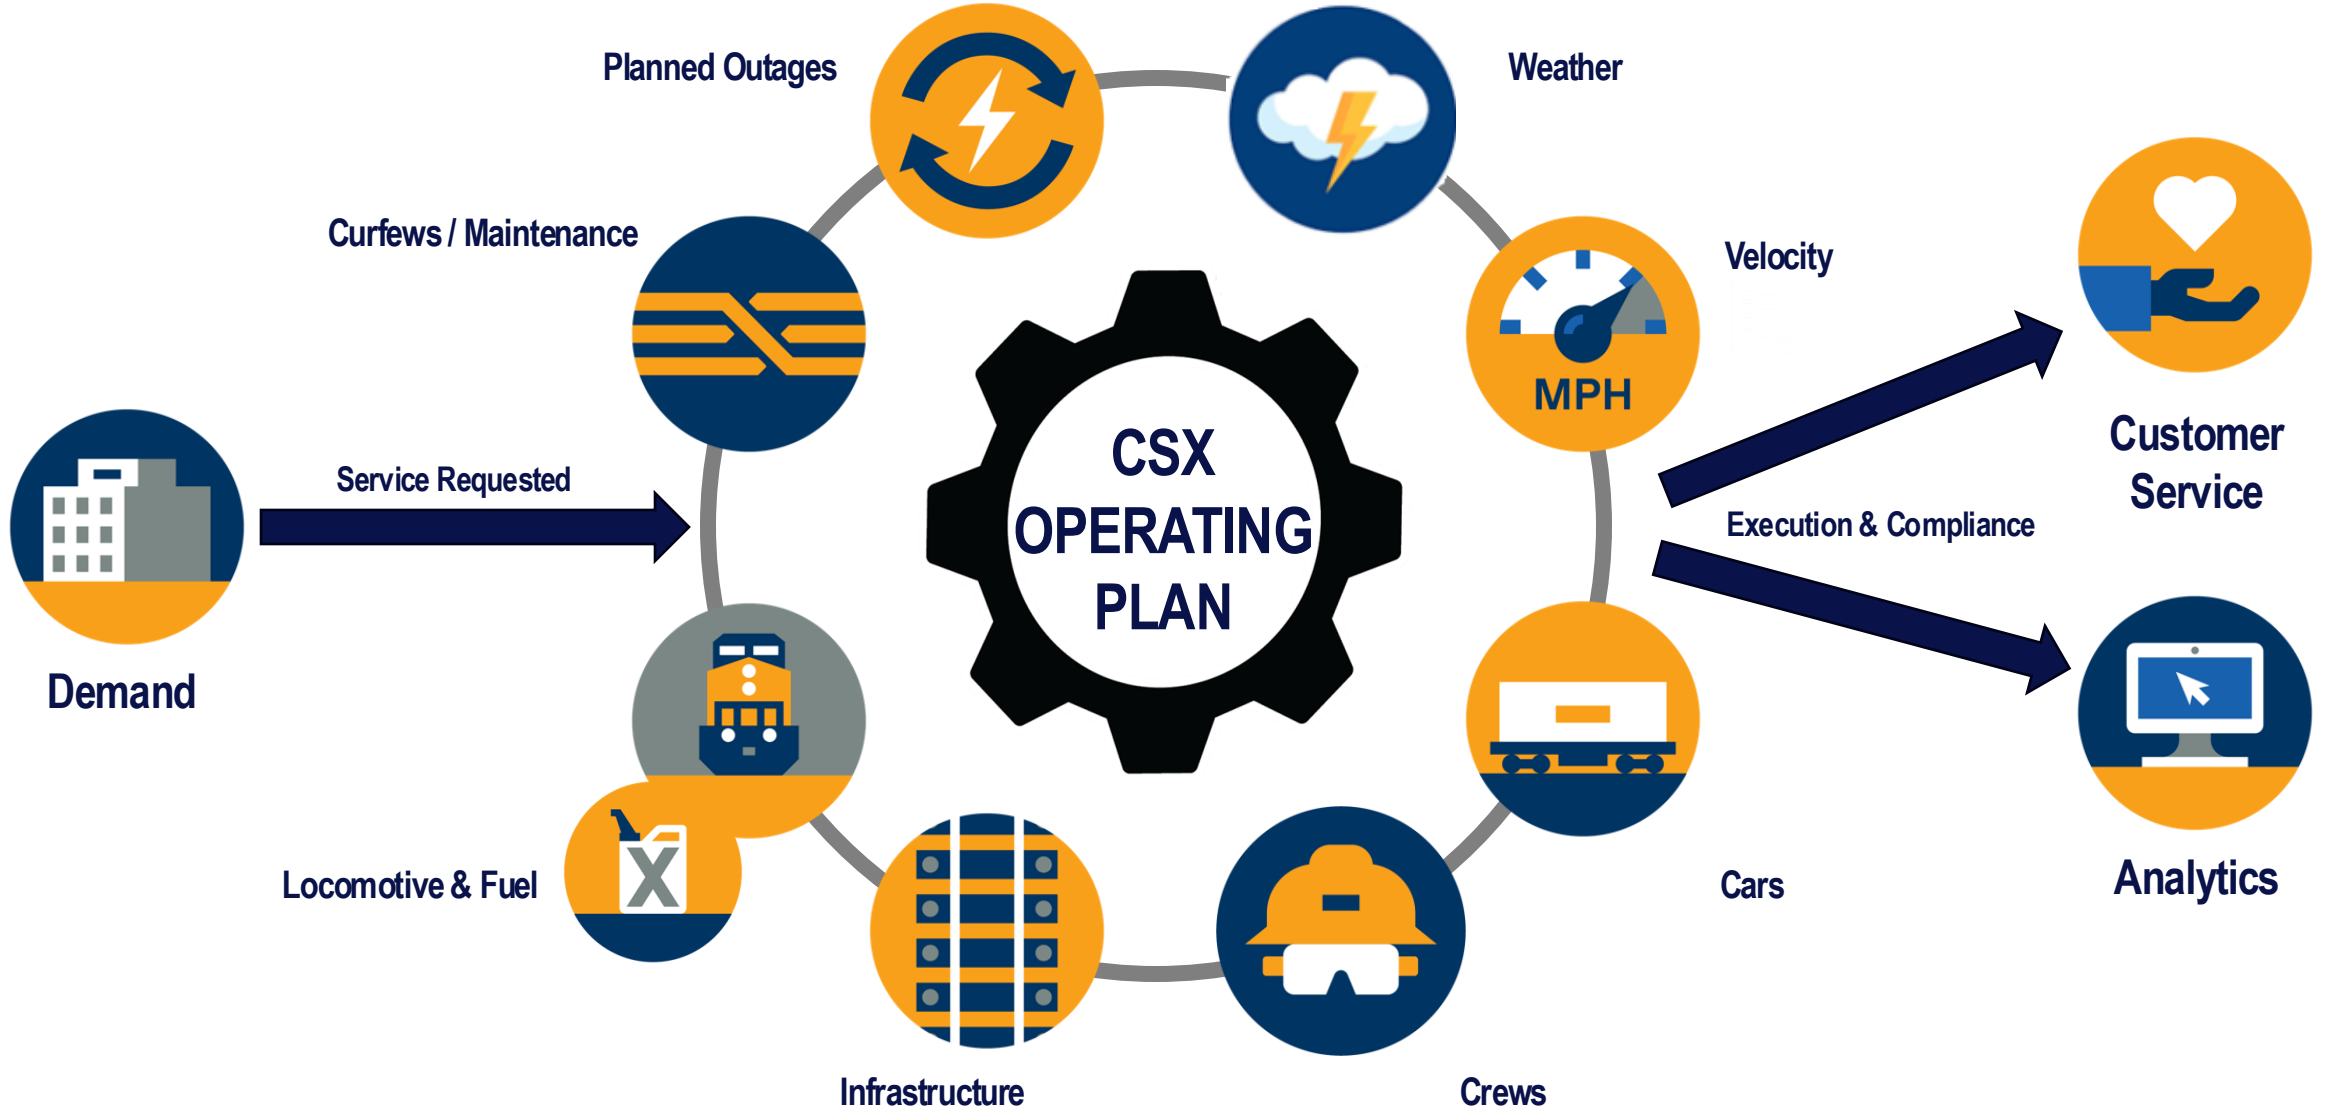 Planned Outages
Weather
Curfews / Maintenance
Velocity
MPH
CSX
OPERATING
PLAN
Service Requested
Demand
Customer
Service
Execution & Compliance
Locomotive & Fuel
X
Cars
Analytics
Infrastructure
Crews